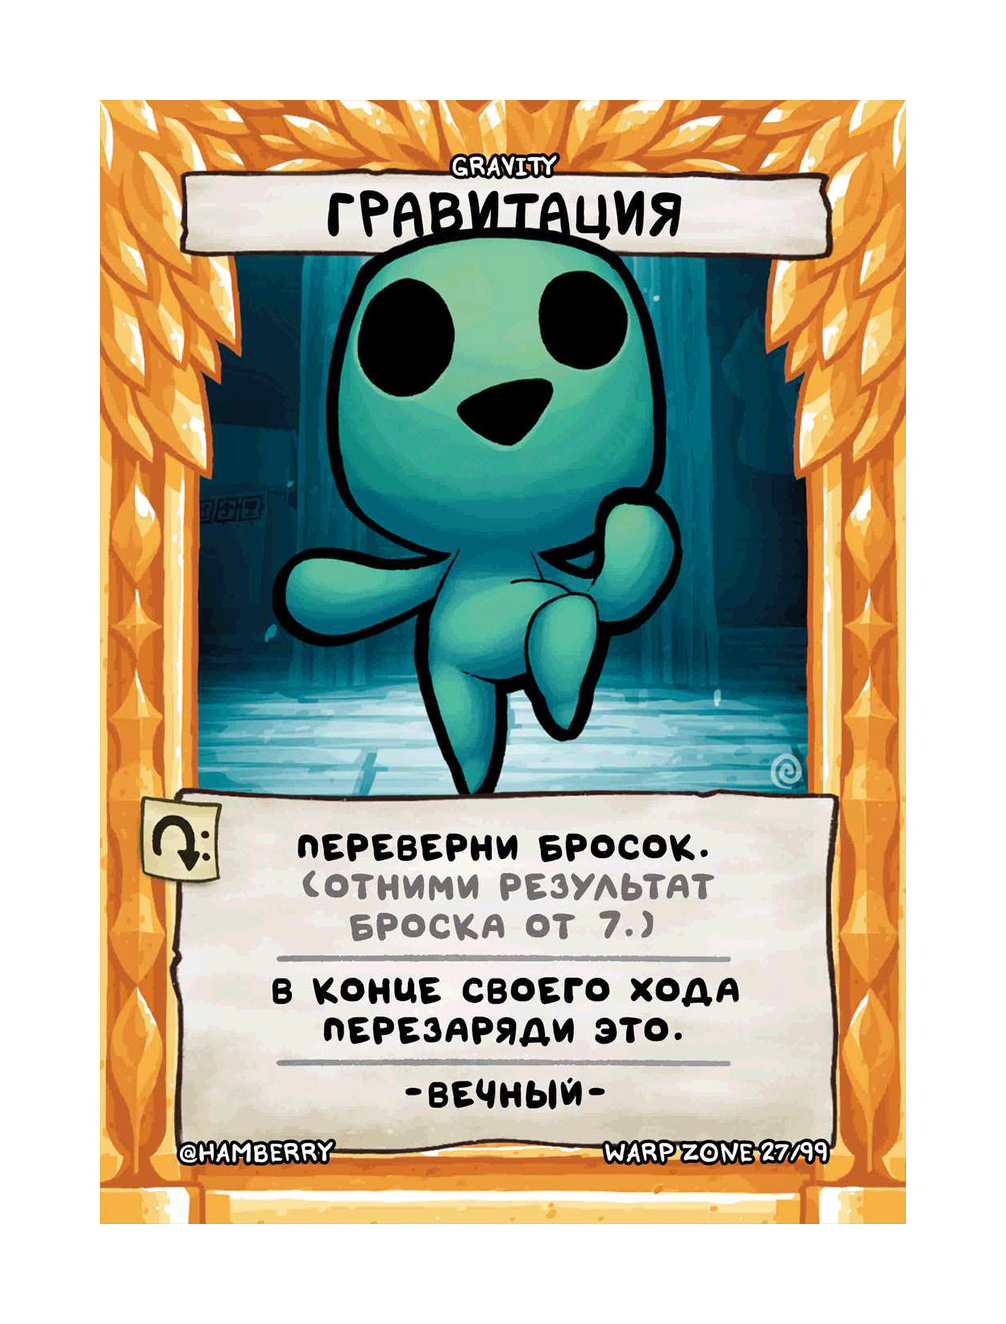 GRAVITY
ГРАВИТАЦИЯ
ПЕРЕВЕРНИ БРОСОК.
(ОТНИМИ РЕЗУЛЬТАТ
БРОСКА ОТ 7.)
В КОНЦЕ СВОЕГО ХОДА
ПЕРЕЗАРЯДИ ЭТО.
-ВЕЧНЫЙ-
@HAMBERRY
WARP ZONE 27/99